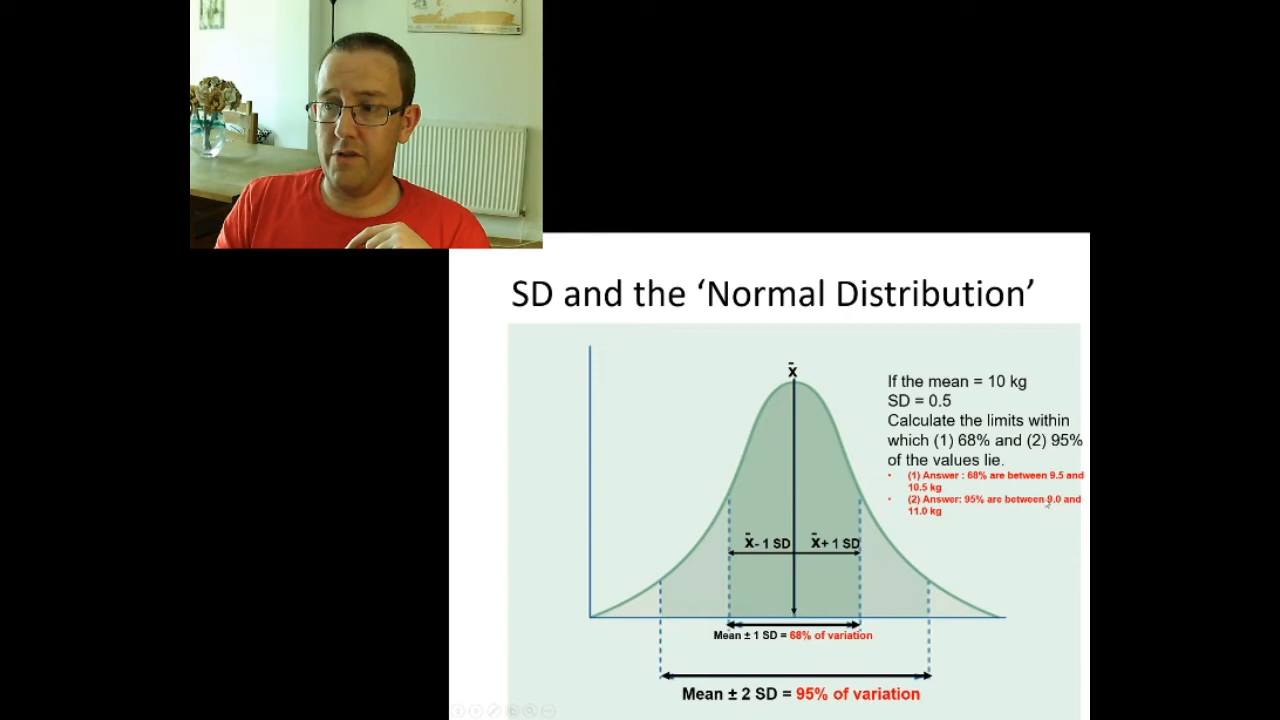 SD and the ‘Normal Distribution’
x̄
If the mean = 10 kg
SD = 0.5
Calculate the limits within
which (1) 68% and (2) 95%
of the values lie.
• (1) Answer : 68% are between 9.5 and
10.5 kg
• (2) Answer: 95% are between 9.0 and
11.0 kg
x̄ - 1 SD
x̄ + 1 SD
Mean ± 1 SD = 68% of variation
Mean ± 2 SD = 95% of variation